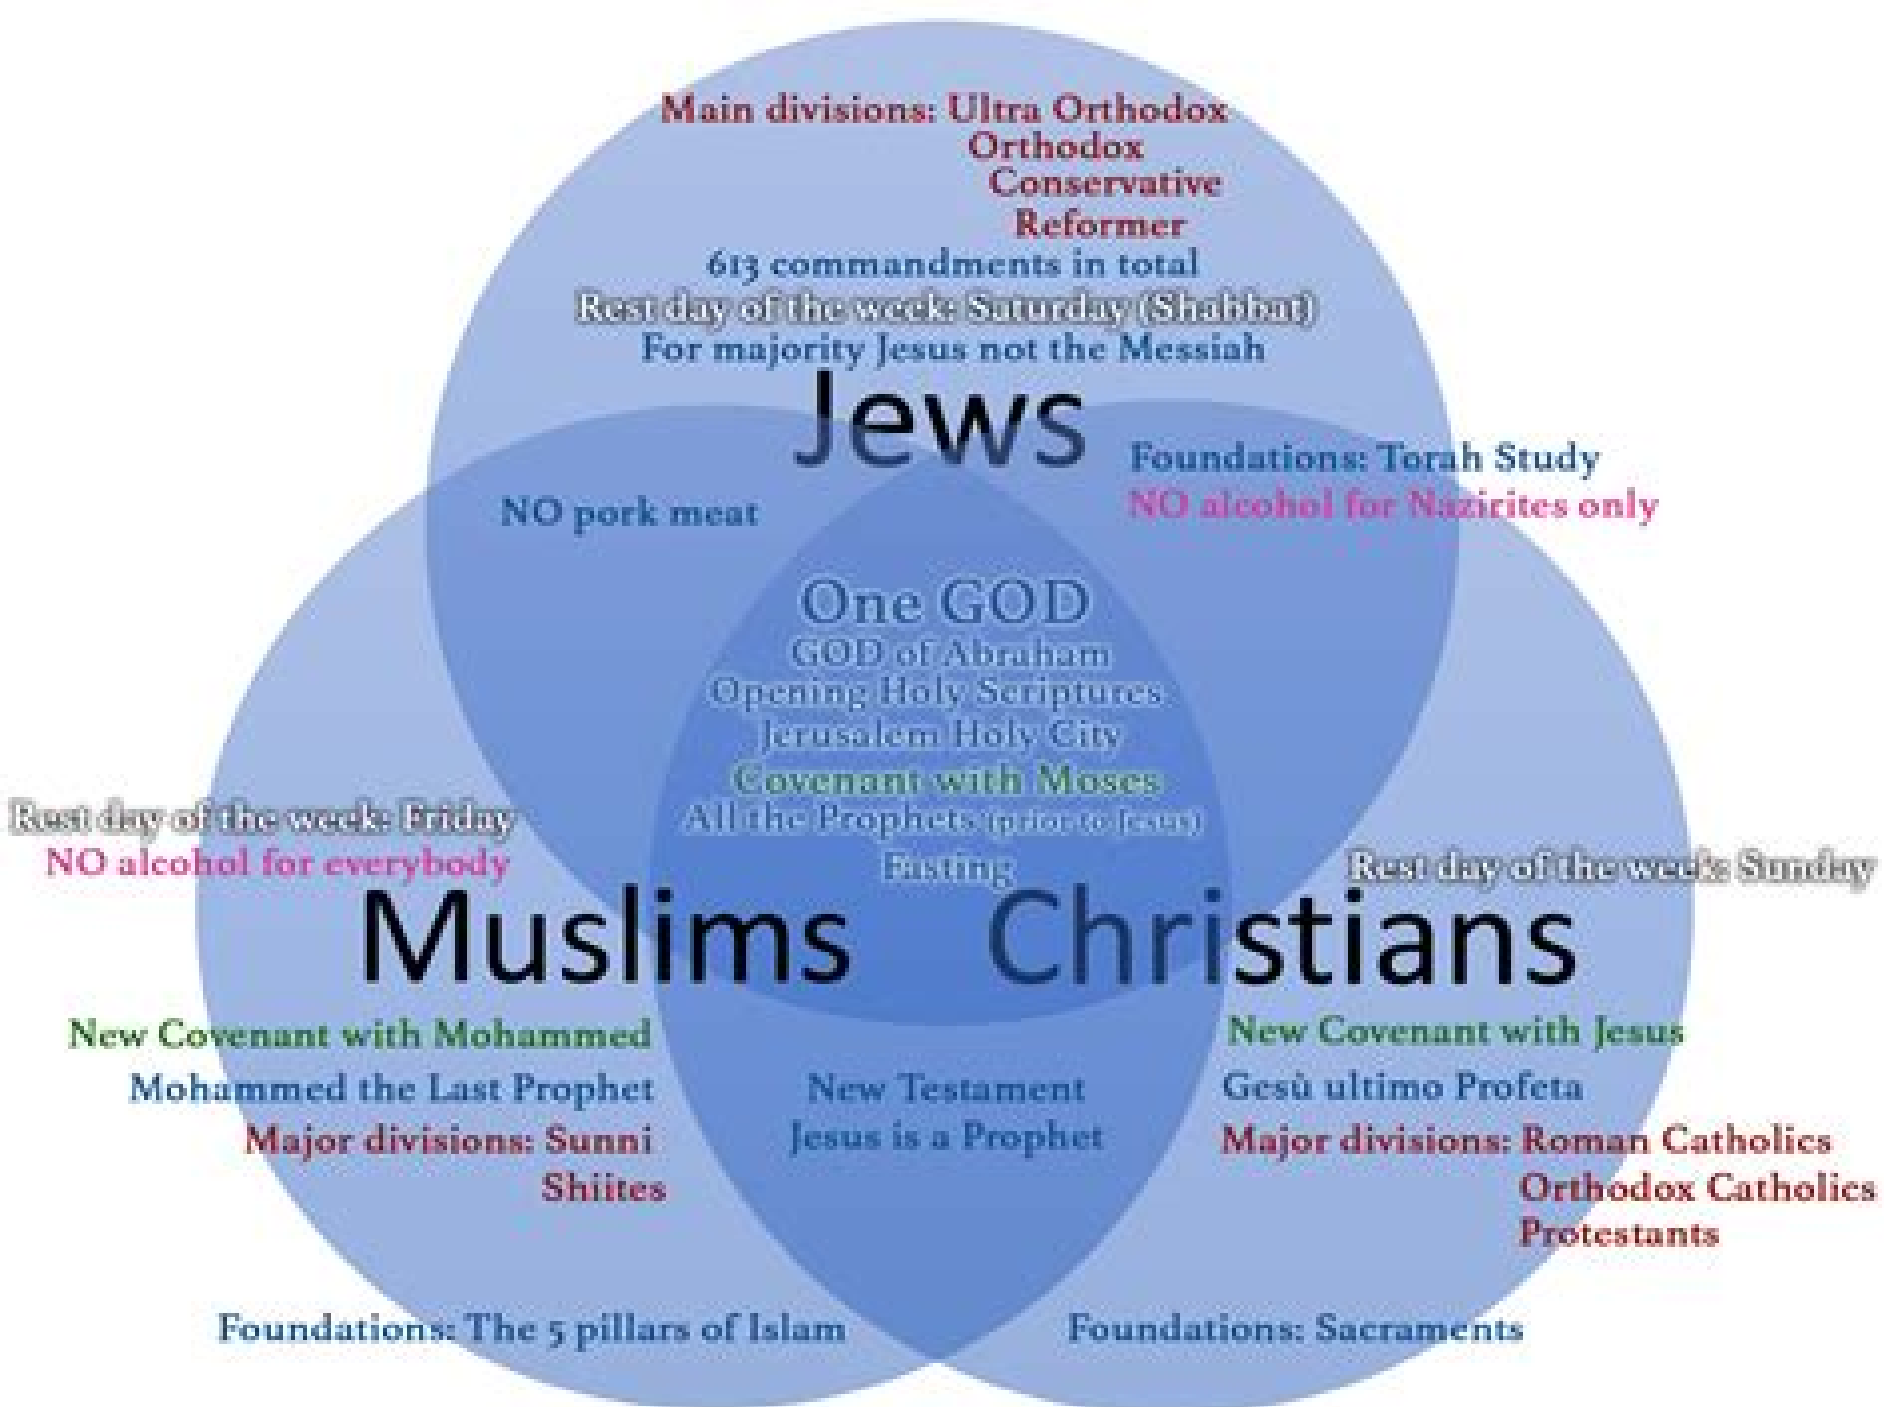 Main divisions: Ultra Orthodox
Orthodox
Conservative
Reformer
613 commandments in total
Rest day of the week: Saturday (Shabbat)
For majority Jesus not the Messiah
Jews
Foundations: Torah Study
NO alcohol for Nazirites only
NO pork meat
One GOD
GOD of Abraham
Opening Holy Scriptures
Jerusalem Holy City
Covenant with Moses
All the Prophets (prior to Jesus)
Fasting
Rest day of the week: Friday
NO alcohol for everybody
Muslims
New Covenant with Mohammed
Mohammed the Last Prophet
Major divisions: Sunni
Shiites
Foundations: The 5 pillars of Islam
New Testament
Jesus is a Prophet
Rest day of the week: Sunday
Christians
New Covenant with Jesus
Gesù ultimo Profeta
Major divisions: Roman Catholics
Orthodox Catholics
Protestants
Foundations: Sacraments